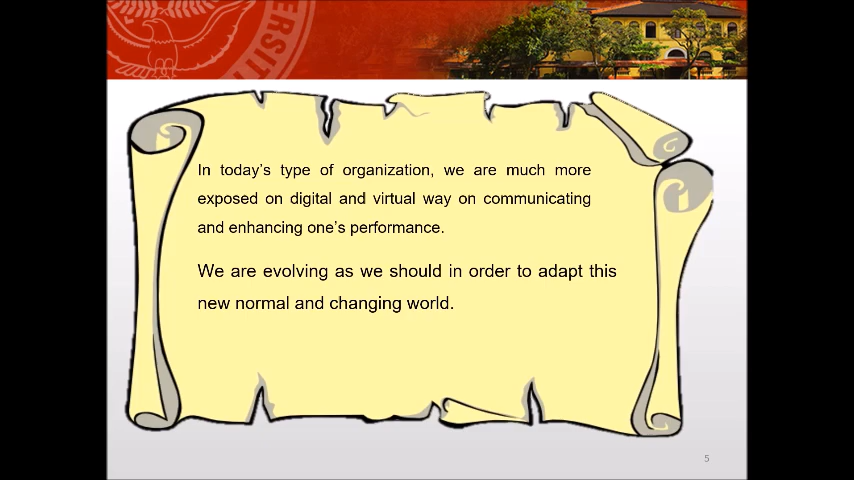 In today's type of organization, we are much more
exposed on digital and virtual way on communicating
and enhancing one's performance.
We are evolving as we should in order to adapt this
new normal and changing world.
5